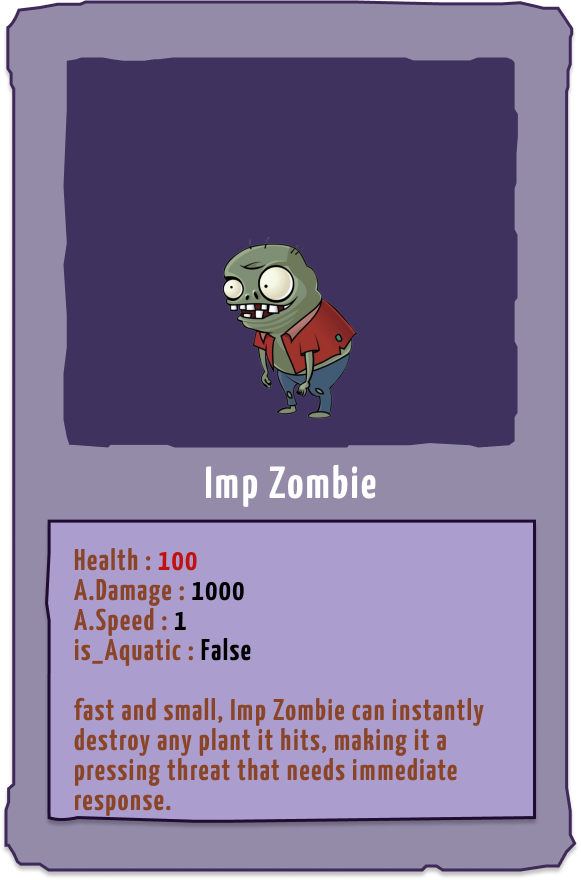 Imp Zombie
Health : 100
A.Damage : 1000
A.Speed : 1
is_Aquatic : False
fast and small, Imp Zombie can instantly
destroy any plant it hits, making it a
pressing threat that needs immediate
response.